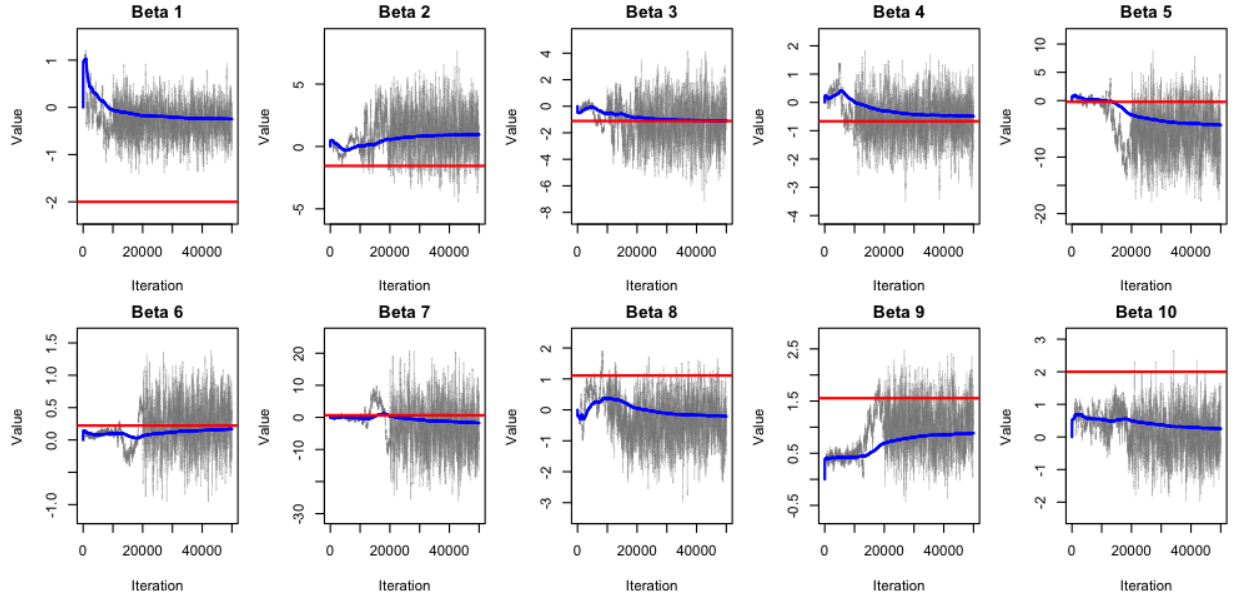 Beta 1
Beta 2
Beta 3
Beta 4
Beta 5
Value
1
0
-1
-2
0
20000
40000
Iteration
Value
5
0
-5
0
20000
40000
Iteration
Value
4
2
0
-2
-4
-6
-8
0
20000
40000
Iteration
Value
2
1
0
-1
-2
-3
-4
0
20000
40000
Iteration
Value
10
5
0
-10
-20
0
20000
40000
Iteration
Beta 6
Beta 7
Beta 8
Beta 9
Beta 10
Value
1.5
1.0
0.5
0.0
-1.0
0
20000
40000
Iteration
Value
20
10
0
-10
-30
0
20000
40000
Iteration
Value
2
1
0
-1
-2
-3
0
20000
40000
Iteration
Value
2.5
1.5
0.5
-0.5
0
20000
40000
Iteration
Value
3
2
1
0
-1
-2
0
20000
40000
Iteration